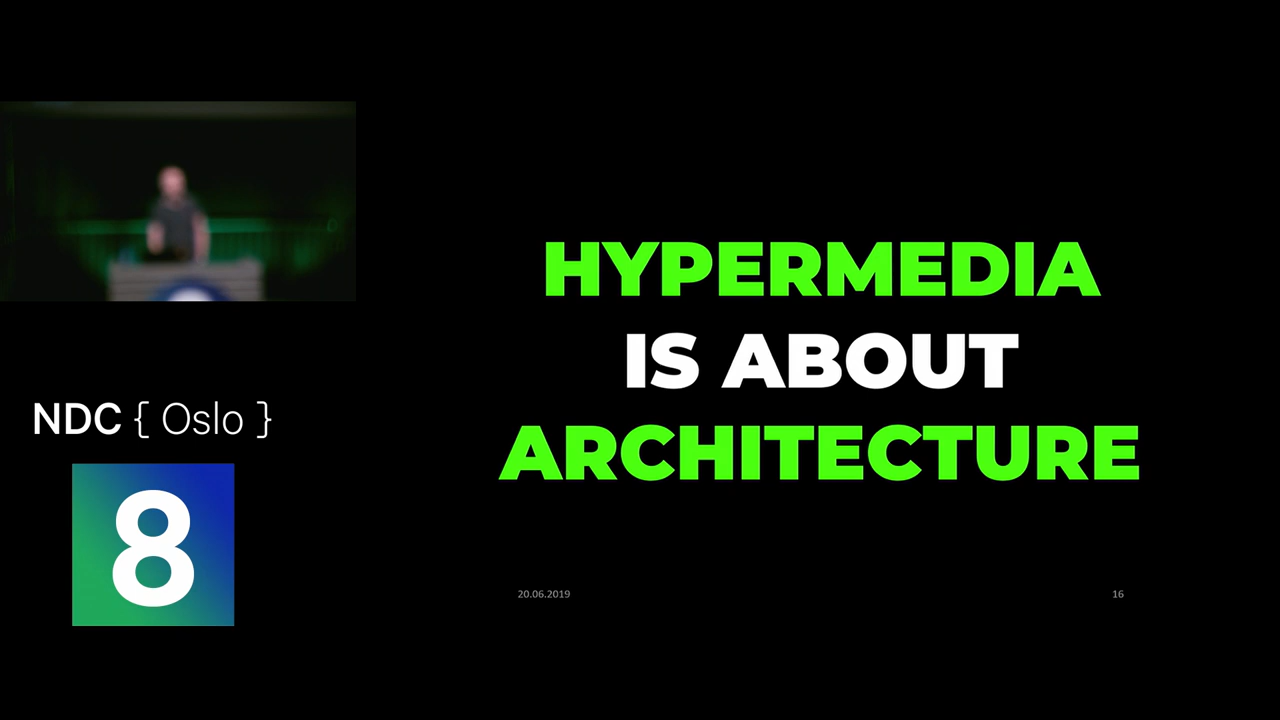 NDC { Oslo }
8
HYPERMEDIA
IS ABOUT
ARCHITECTURE
20.06.2019
16